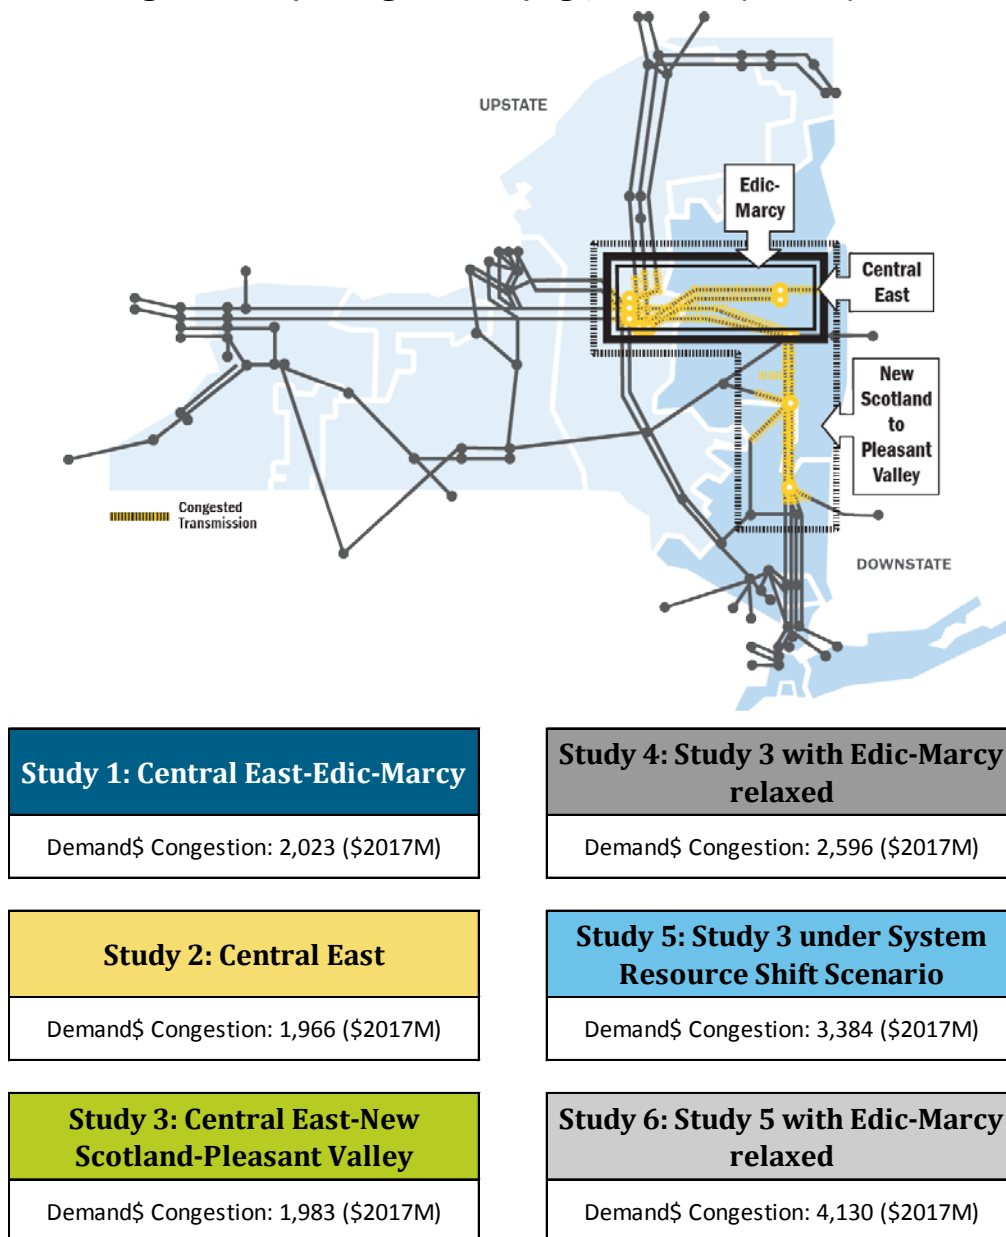 UPSTATE
Edic-
Marcy
Central
East
New
Scotland
to
Pleasant
Valley
Congested
Transmission
DOWNSTATE
Study 1: Central East-Edic-Marcy
Demand$ Congestion: 2,023 ($2017M)
Study 2: Central East
Demand$ Congestion: 1,966 ($2017M)
Study 3: Central East-New
Scotland-Pleasant Valley
Demand$ Congestion: 1,983 ($2017M)
Study 4: Study 3 with Edic-Marcy
relaxed
Demand$ Congestion: 2,596 ($2017M)
Study 5: Study 3 under System
Resource Shift Scenario
Demand$ Congestion: 3,384 ($2017M)
Study 6: Study 5 with Edic-Marcy
relaxed
Demand$ Congestion: 4,130 ($2017M)